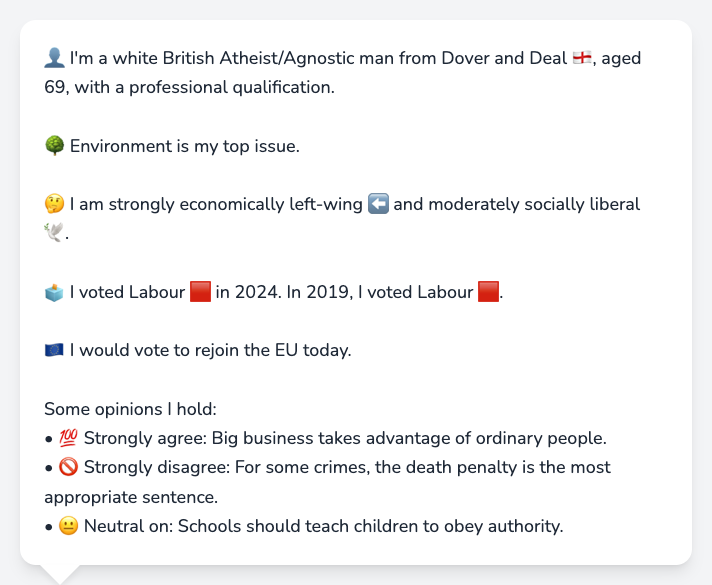 👤 I'm a white British Atheist/Agnostic man from Dover and Deal 🏴󠁧󠁢󠁥󠁮󠁧󠁿, aged
69, with a professional qualification.
🌳 Environment is my top issue.
🤔 I am strongly economically left-wing ⬅️ and moderately socially liberal
🕊️.
🗳️ I voted Labour 🟥 in 2024. In 2019, I voted Labour 🟥.
🇪🇺 I would vote to rejoin the EU today.
Some opinions I hold:
• 💯 Strongly agree: Big business takes advantage of ordinary people.
• 🚫 Strongly disagree: For some crimes, the death penalty is the most
appropriate sentence.
• 😐 Neutral on: Schools should teach children to obey authority.